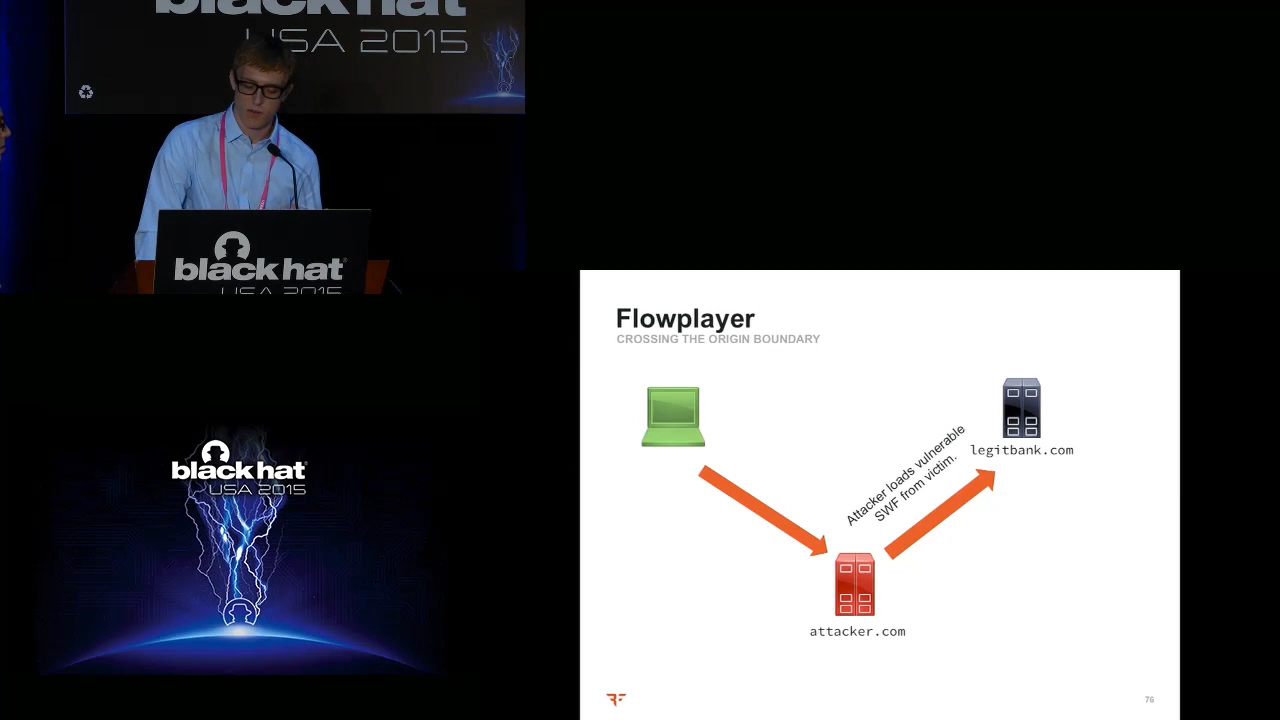 black hat
USA 2015
black hat
USA 2015
black hat
USA 2015
Flowplayer
CROSSING THE ORIGIN BOUNDARY
Attacker loads vulnerable
SWF from victim.
legitbank.com
attacker.com
76